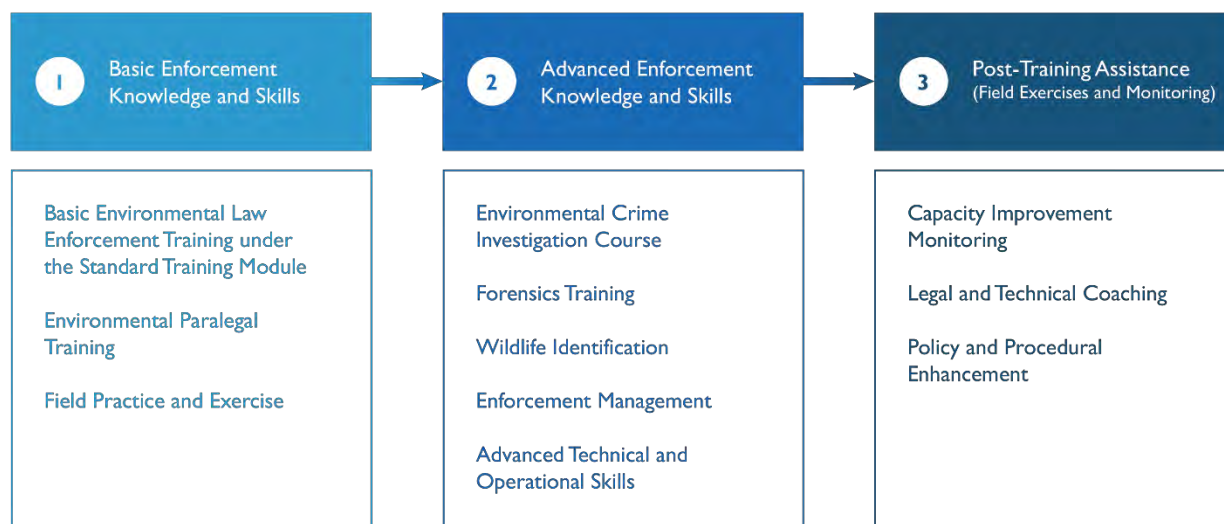 1
Basic Enforcement
Knowledge and Skills
2
Advanced Enforcement
Knowledge and Skills
3
Post-Training Assistance
(Field Exercises and Monitoring)
Basic Environmental Law
Enforcement Training under
the Standard Training Module
Environmental Paralegal
Training
Field Practice and Exercise
Environmental Crime
Investigation Course
Forensics Training
Wildlife Identification
Enforcement Management
Advanced Technical and
Operational Skills
Capacity Improvement
Monitoring
Legal and Technical Coaching
Policy and Procedural
Enhancement